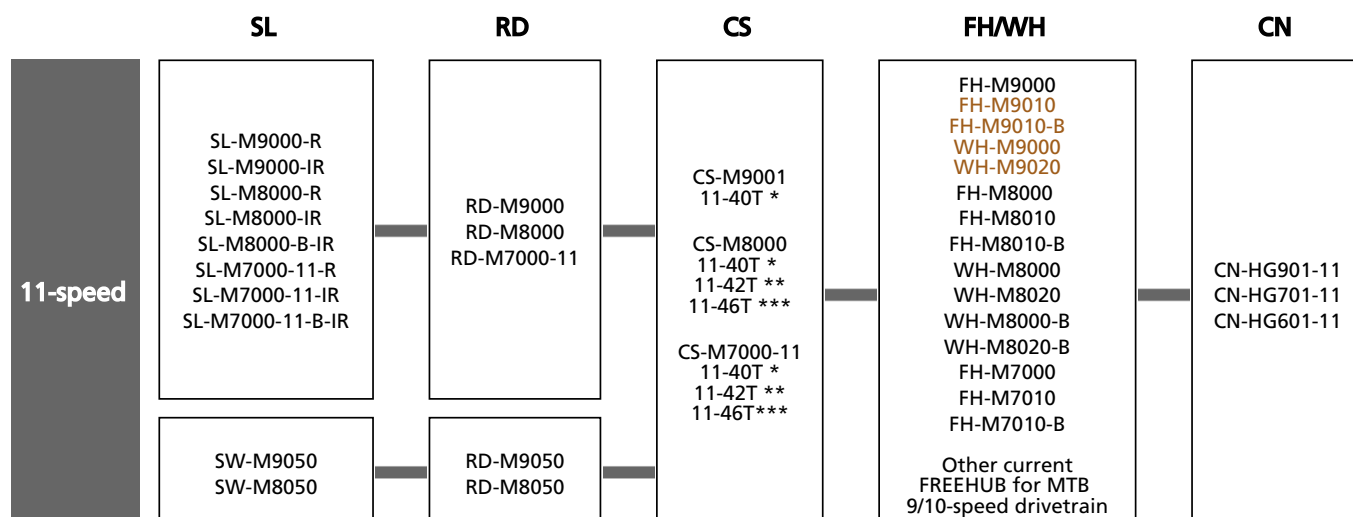 SL
RD
CS
FH/WH
CN
11-speed
SL-M9000-R
SL-M9000-IR
SL-M8000-R
SL-M8000-IR
SL-M8000-B-IR
SL-M7000-11-R
SL-M7000-11-IR
SL-M7000-11-B-IR
RD-M9000
RD-M8000
RD-M7000-11
SW-M9050
SW-M8050
RD-M9050
RD-M8050
CS-M9001
11-40T *
CS-M8000
11-40T *
11-42T **
11-46T ***
CS-M7000-11
11-40T *
11-42T **
11-46T***
FH-M9000
FH-M9010
FH-M9010-B
WH-M9000
WH-M9020
FH-M8000
FH-M8010
FH-M8010-B
WH-M8000
WH-M8020
WH-M8000-B
WH-M8020-B
FH-M7000
FH-M7010
FH-M7010-B
Other current
FREEHUB for MTB
9/10-speed drivetrain
CN-HG901-11
CN-HG701-11
CN-HG601-11